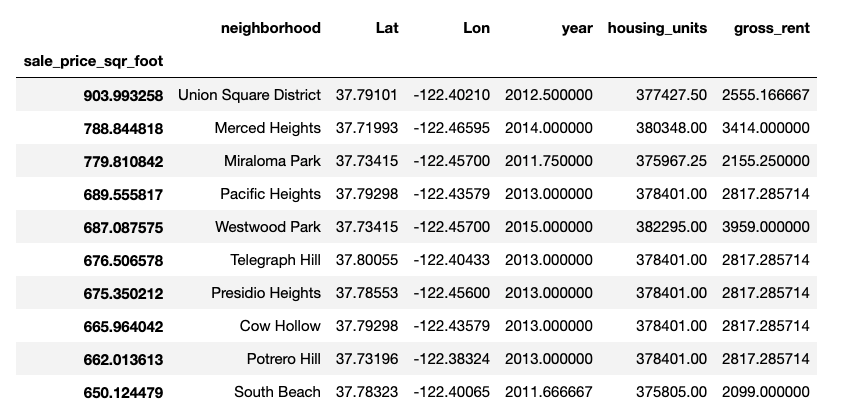 neighborhood Lat Lon year housing_units gross_rent
sale_price_sqr_foot
903.993258 Union Square District 37.79101 -122.40210 2012.500000 377427.50 2555.166667
788.844818 Merced Heights 37.71993 -122.46595 2014.000000 380348.00 3414.000000
779.810842 Miraloma Park 37.73415 -122.45700 2011.750000 375967.25 2155.250000
689.555817 Pacific Heights 37.79298 -122.43579 2013.000000 378401.00 2817.285714
687.087575 Westwood Park 37.73415 -122.45700 2015.000000 382295.00 3959.000000
676.506578 Telegraph Hill 37.80055 -122.40433 2013.000000 378401.00 2817.285714
675.350212 Presidio Heights 37.78553 -122.45600 2013.000000 378401.00 2817.285714
665.964042 Cow Hollow 37.79298 -122.43579 2013.000000 378401.00 2817.285714
662.013613 Potrero Hill 37.73196 -122.38324 2013.000000 378401.00 2817.285714
650.124479 South Beach 37.78323 -122.40065 2011.666667 375805.00 2099.000000